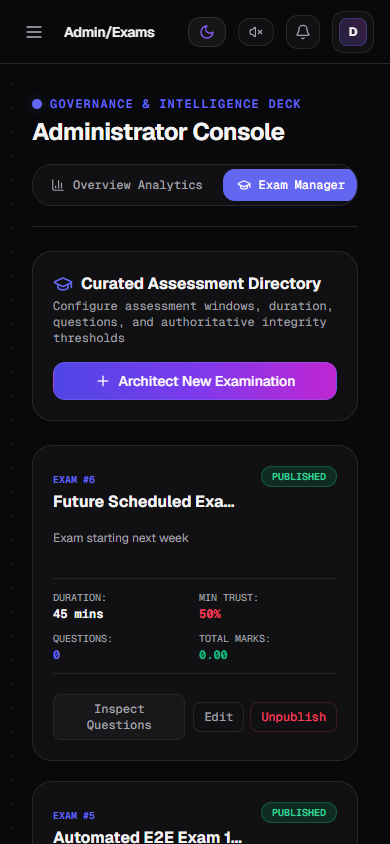 Admin/Exams
D
GOVERNANCE & INTELLIGENCE DECK
Administrator Console
Overview Analytics
Exam Manager
Curated Assessment Directory
Configure assessment windows, duration,
questions, and authoritative integrity
thresholds
Architect New Examination
EXAM #6
PUBLISHED
Future Scheduled Exa...
Exam starting next week
DURATION:
MIN TRUST:
45 mins
50%
QUESTIONS:
TOTAL MARKS:
0
0.00
Inspect
Questions
Edit
Unpublish
EXAM #5
PUBLISHED
Automated E2E Exam 1...